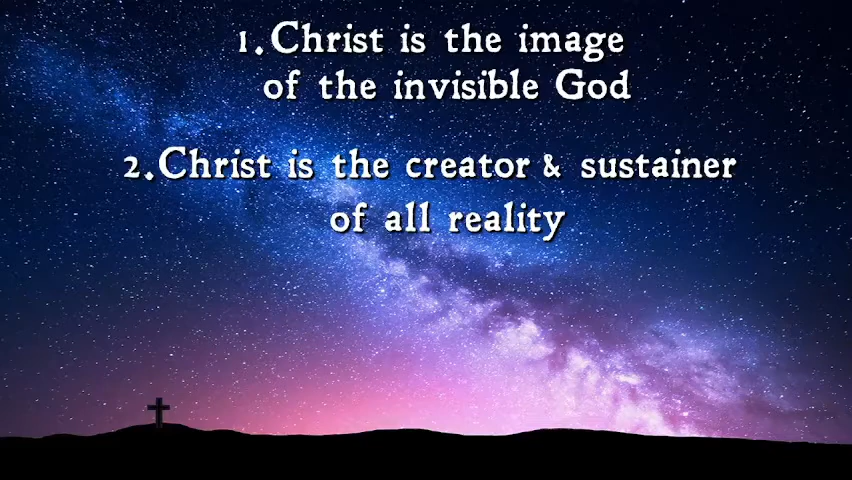 1. Christ is the image
of the invisible God
2. Christ is the creator & sustainer
of all reality